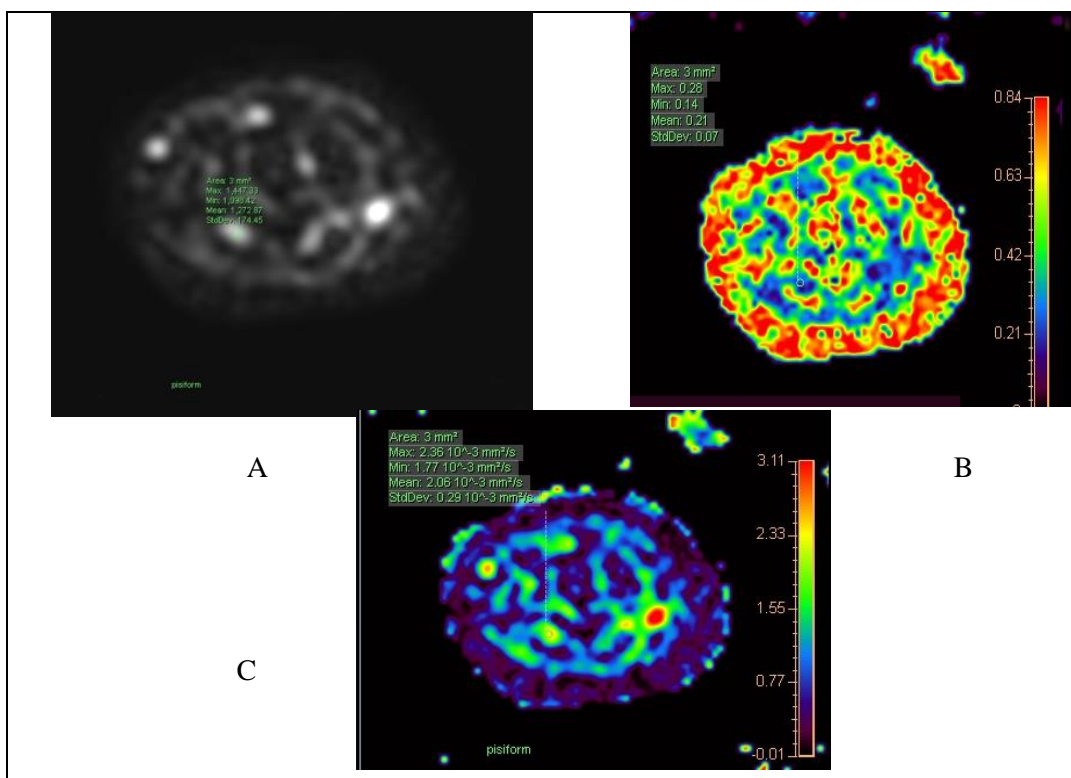 Area: 3 mm²
Max: 1,447.33
Mean: 1,272.87
StdDev: 174.45
pisiform
A
Area: 3 mm²
Max: 0.28
Min: 0.14
Mean: 0.21
StdDev: 0.07
0.84
0.63
0.42
0.21
B
Area: 3 mm²
Max: 2.36 10^-3 mm²/s
Min: 1.77 10^-3 mm²/s
Mean: 2.06 10^-3 mm²/s
StdDev: 0.29 10^-3 mm²/s
3.11
2.33
1.55
0.77
-0.01
pisiform
C